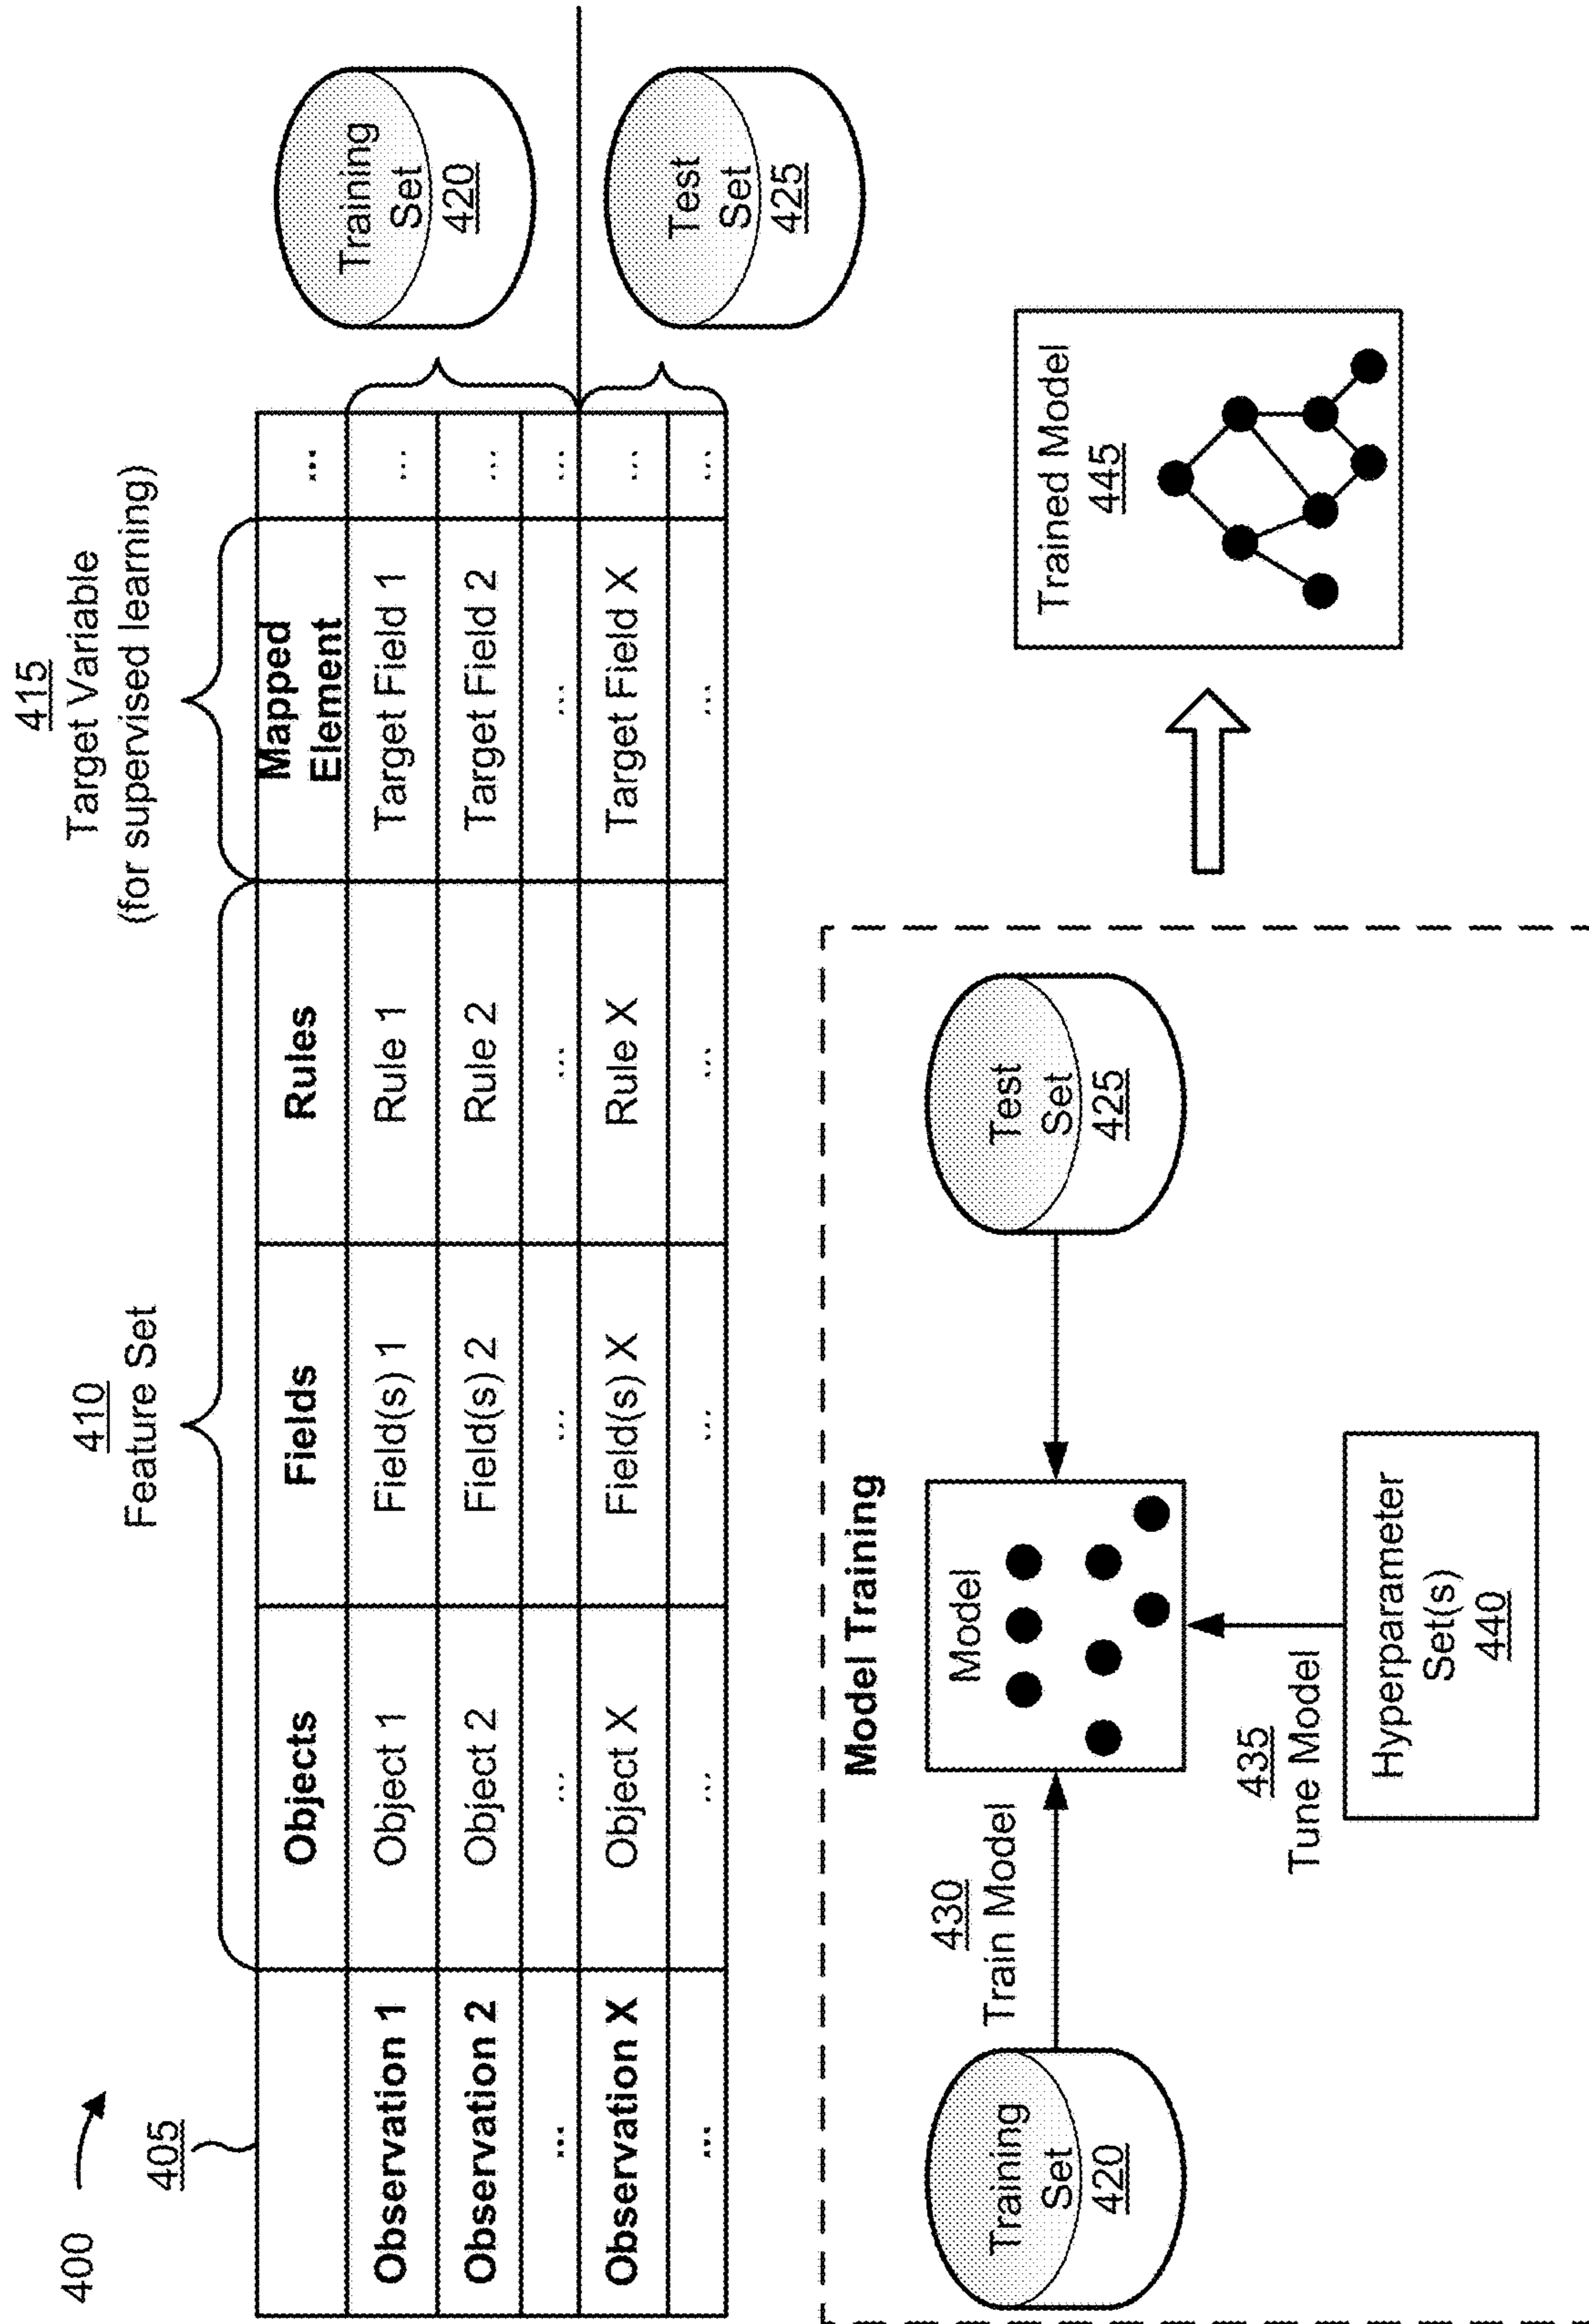 400
405
410
Feature Set
415
Target Variable
(for supervised learning)
Objects
Fields
Rules
Mapped
Element
...
Observation 1
Object 1
Field(s) 1
Rule 1
Target Field 1
...
Observation 2
Object 2
Field(s) 2
Rule 2
Target Field 2
...
...
...
...
...
...
...
Observation X
Object X
Field(s) X
Rule X
Target Field X
...
...
...
...
...
...
...
Training
Set
420
Test
Set
425
Model Training
Training
Set
420
430
Train Model
Model
Test
Set
425
435
Tune Model
Hyperparameter
Set(s)
440
Trained Model
445